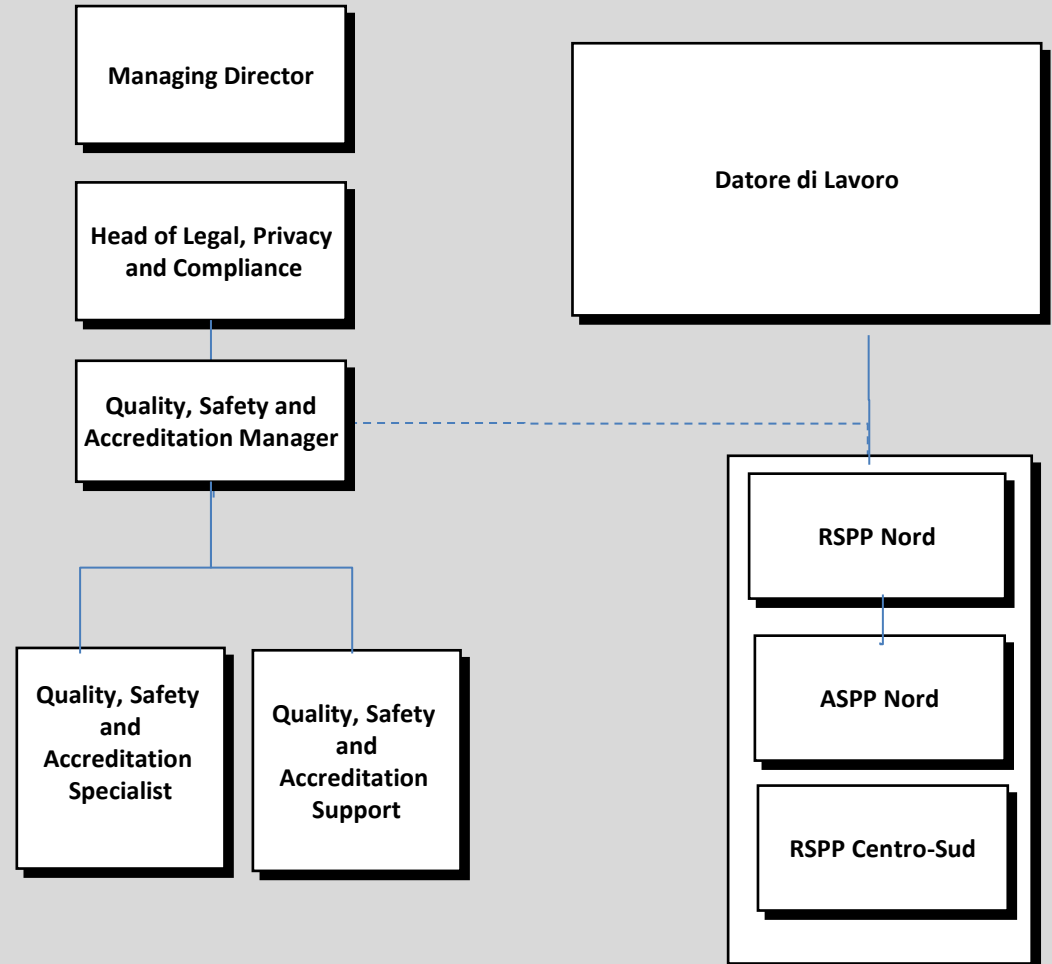 Managing Director
Head of Legal, Privacy
and Compliance
Quality, Safety and
Accreditation Manager
Quality, Safety
and
Accreditation
Specialist
Quality, Safety
and
Accreditation
Support
Datore di Lavoro
RSPP Nord
ASPP Nord
RSPP Centro-Sud